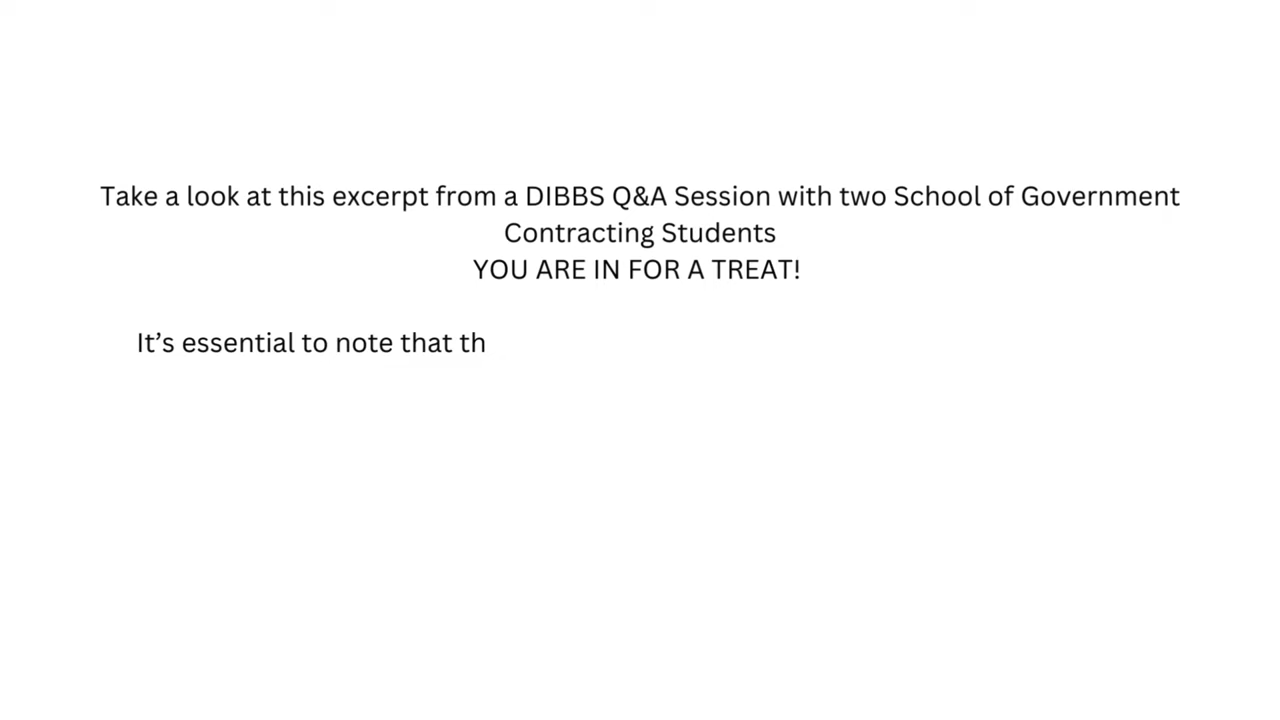 Take a look at this excerpt from a DIBBS Q&A Session with two School of Government
Contracting Students
YOU ARE IN FOR A TREAT!
It’s essential to note that th